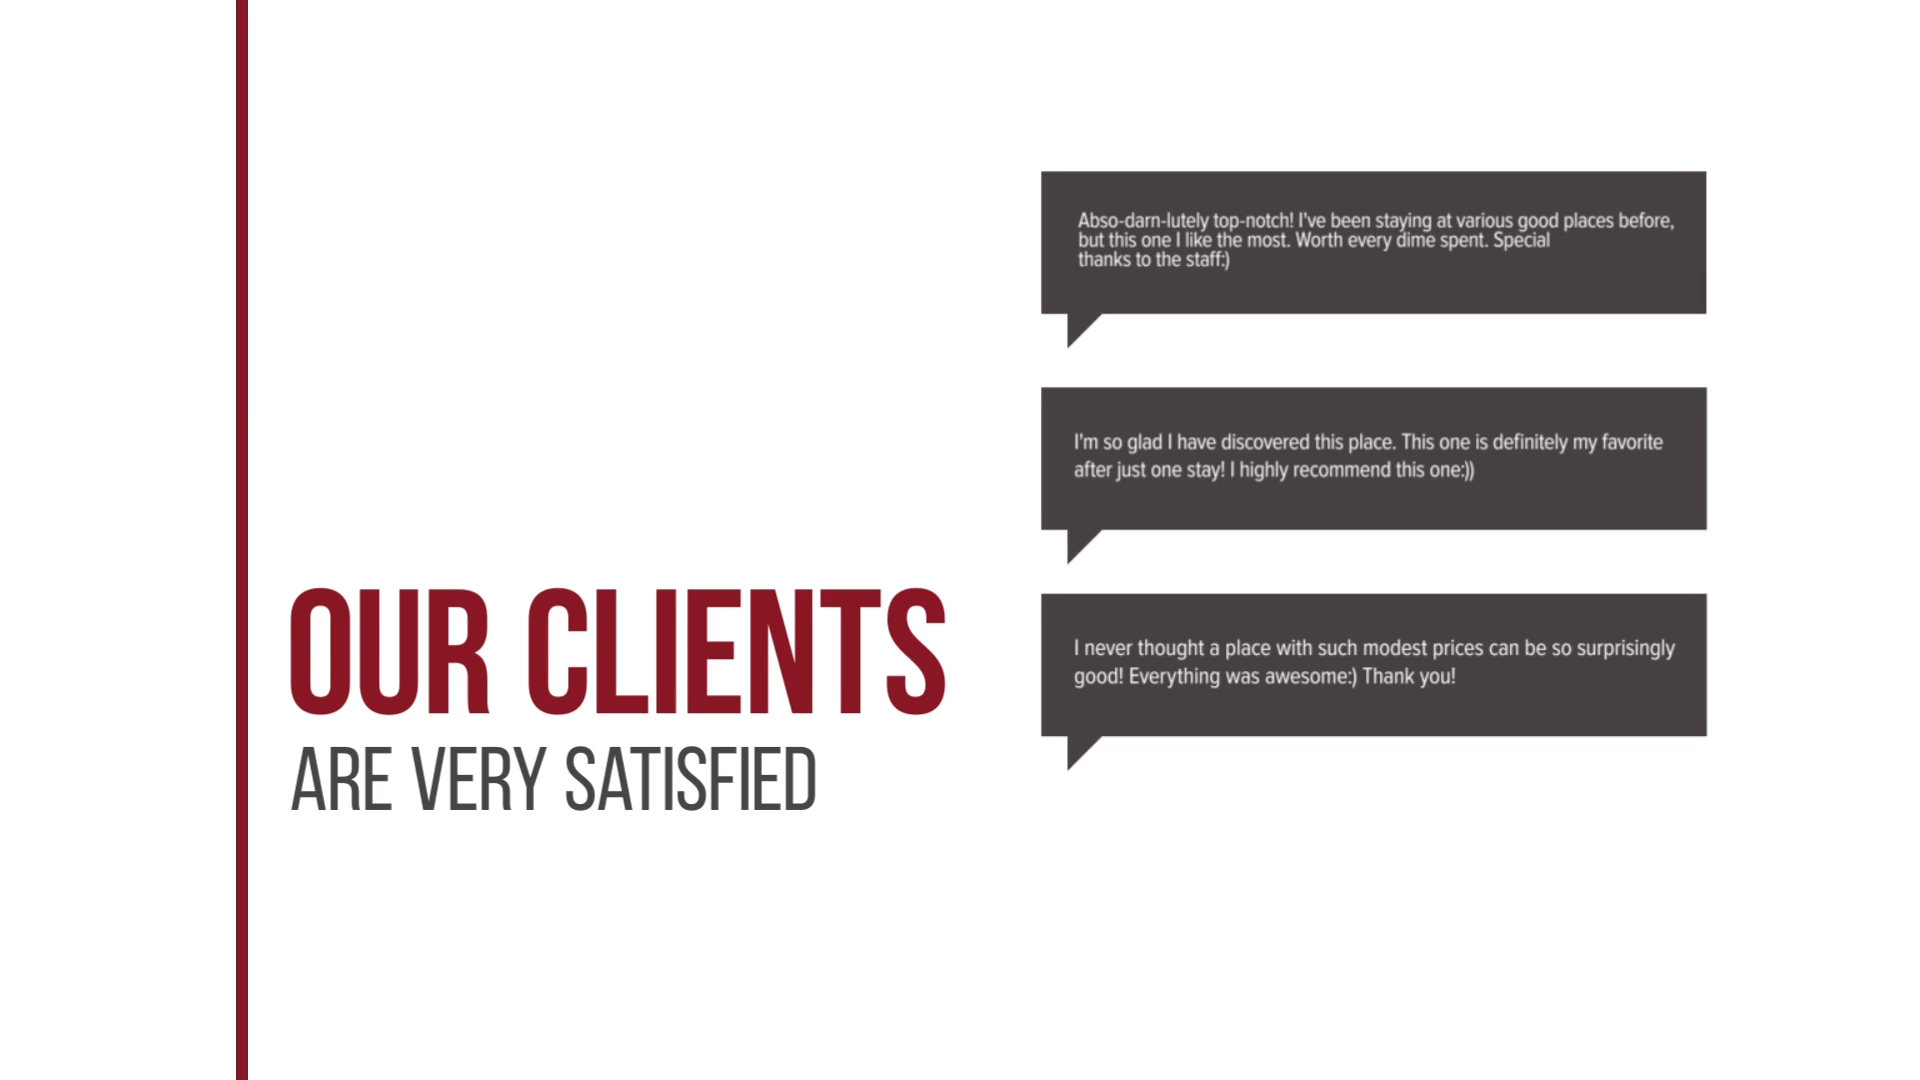 OUR CLIENTS
ARE VERY SATISFIED
Abso-darn-lutely top-notch! I've been staying at various good places before,
but this one I like the most. Worth every dime spent. Special
thanks to the staff:)
I'm so glad I have discovered this place. This one is definitely my favorite
after just one stay! I highly recommend this one:))
I never thought a place with such modest prices can be so surprisingly
good! Everything was awesome:) Thank you!